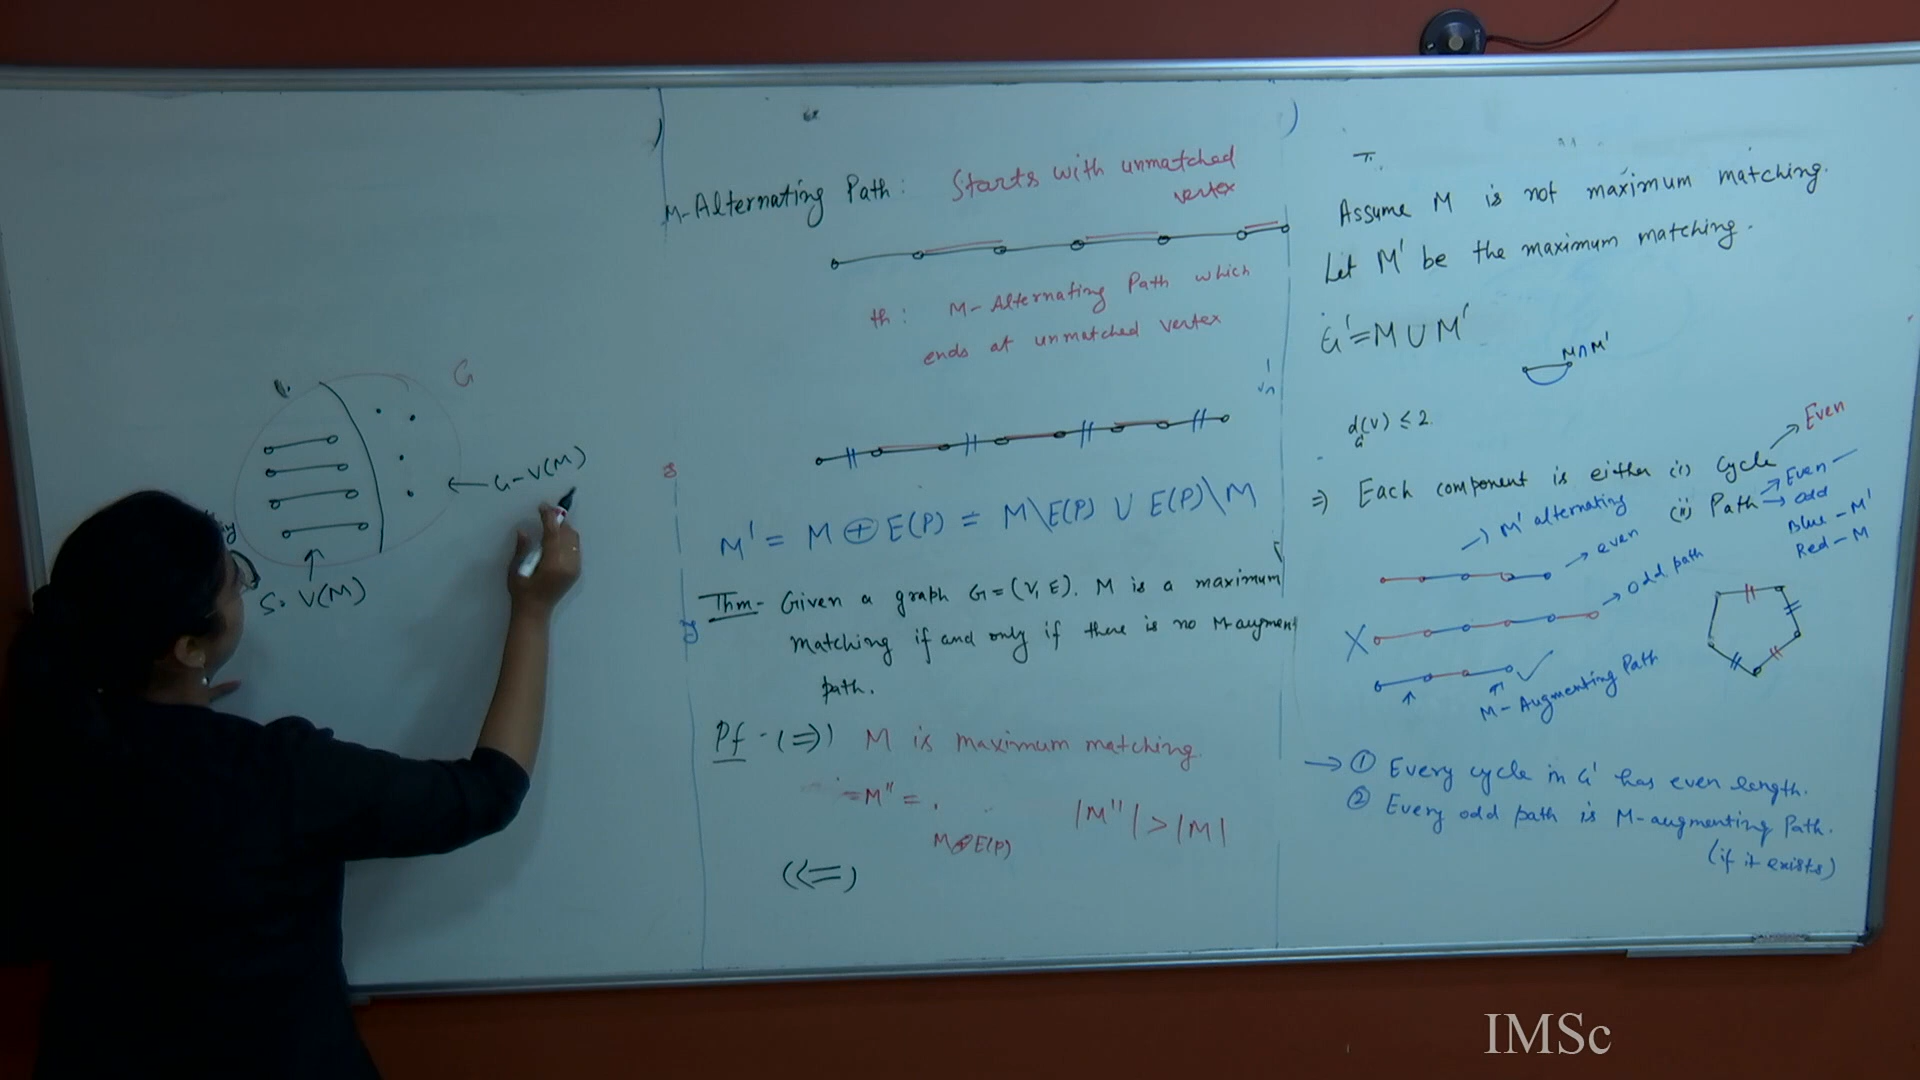 G
G-V(M)
S. V(M)
M-Alternating Path: Starts with unmatched
vertex
th: M-Alternating Path which
ends at unmatched vertex
M' = M ⊕ E(P) = M\E(P) ∪ E(P)\M
Thm- Given a graph G=(V, E). M is a maximum
matching if and only if there is no M-augment
path.
Pf - (⇒) M is maximum matching.
=M" = .
M⊕E(P)
|M"| > |M|
(⇐)
Assume M is not maximum matching.
Let M' be the maximum matching.
G'=M ∪ M'
M∩M'
d(v) ≤ 2.
G
⇒ Each component is either (i) cycle → Even
(ii) Path → Even
→ odd
→ M' alternating
Blue - M'
Red - M
→ even
X → odd path
M-Augmenting Path
→ ① Every cycle in G' has even length.
② Every odd path is M-augmenting Path.
(if it exists)
IMSc